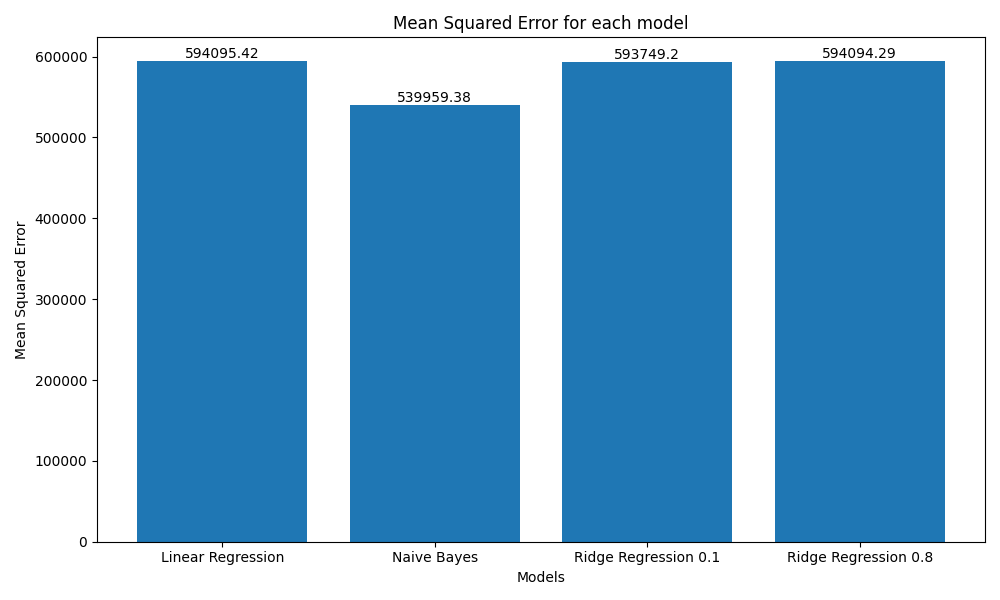 Mean Squared Error for each model
594095.42
539959.38
593749.2
594094.29
Mean Squared Error
600000
500000
400000
300000
200000
100000
0
Linear Regression
Naive Bayes
Ridge Regression 0.1
Ridge Regression 0.8
Models